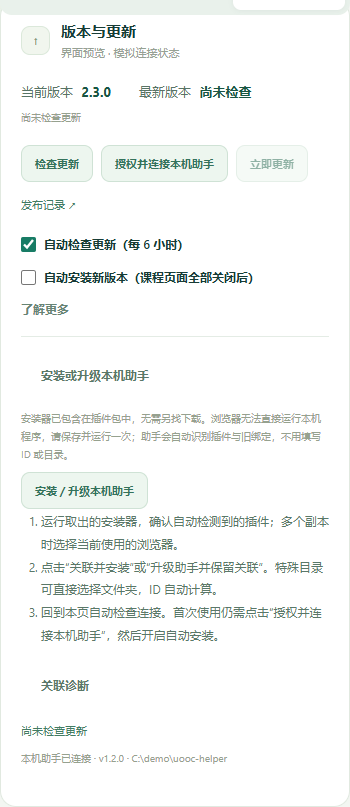 ↑
版本与更新
界面预览 · 模拟连接状态
当前版本 2.3.0 最新版本 尚未检查
尚未检查更新
检查更新 授权并连接本机助手 立即更新
发布记录 ↗
自动检查更新（每 6 小时）
自动安装新版本（课程页面全部关闭后）
了解更多
安装或升级本机助手
安装器已包含在插件包中，无需另找下载。浏览器无法直接运行本机
程序，请保存并运行一次；助手会自动识别插件与旧绑定，不用填写
ID 或目录。
安装 / 升级本机助手
1. 运行取出的安装器，确认自动检测到的插件；多个副本
时选择当前使用的浏览器。
2. 点击“关联并安装”或“升级助手并保留关联”。特殊目录
可直接选择文件夹，ID 自动计算。
3. 回到本页自动检查连接。首次使用仍需点击“授权并连
接本机助手”，然后开启自动安装。
关联诊断
尚未检查更新
本机助手已连接 · v1.2.0 · C:\demo\uooc-helper